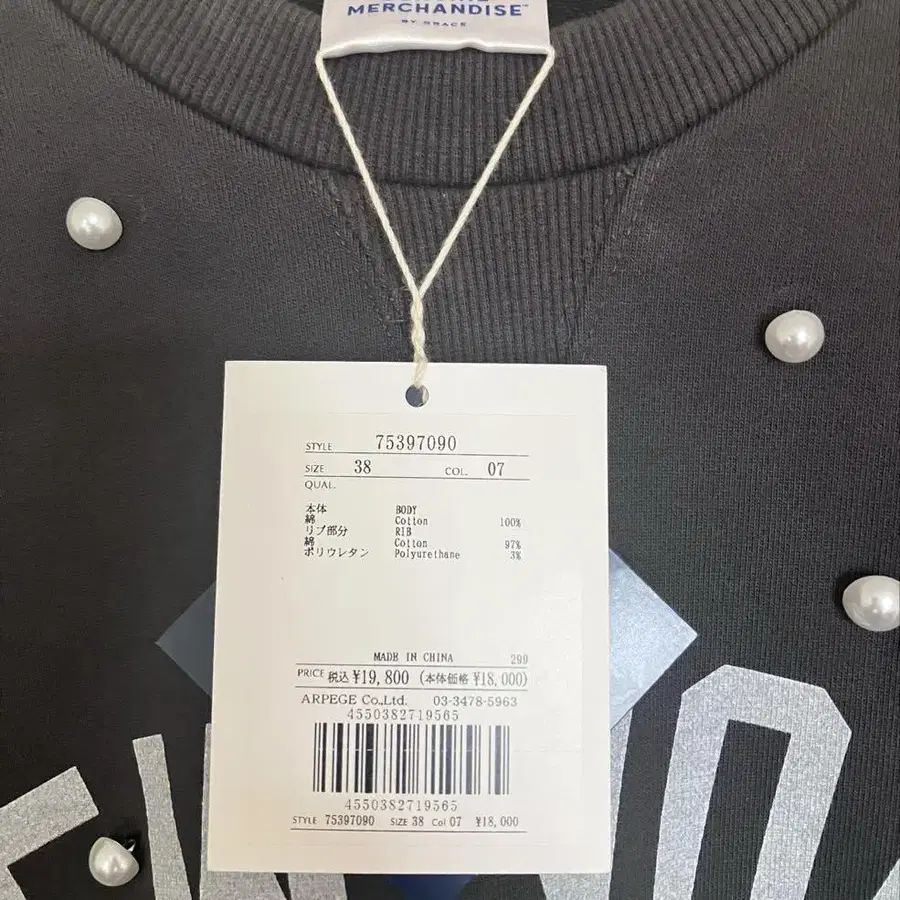 MERCHANDISE™
BY GRACE
STYLE 75397090
SIZE 38 COL. 07
QUAL.
本体 BODY
綿 Cotton 100%
リブ部分 RIB
綿 Cotton 97%
ポリウレタン Polyurethane 3%
MADE IN CHINA 299
PRICE 税込 ¥19,800 (本体価格 ¥18,000)
ARPEGE Co.,Ltd. 03-3478-5963
4550382719565
4550382719565
STYLE 75397090 SIZE 38 Col 07 ¥18,000